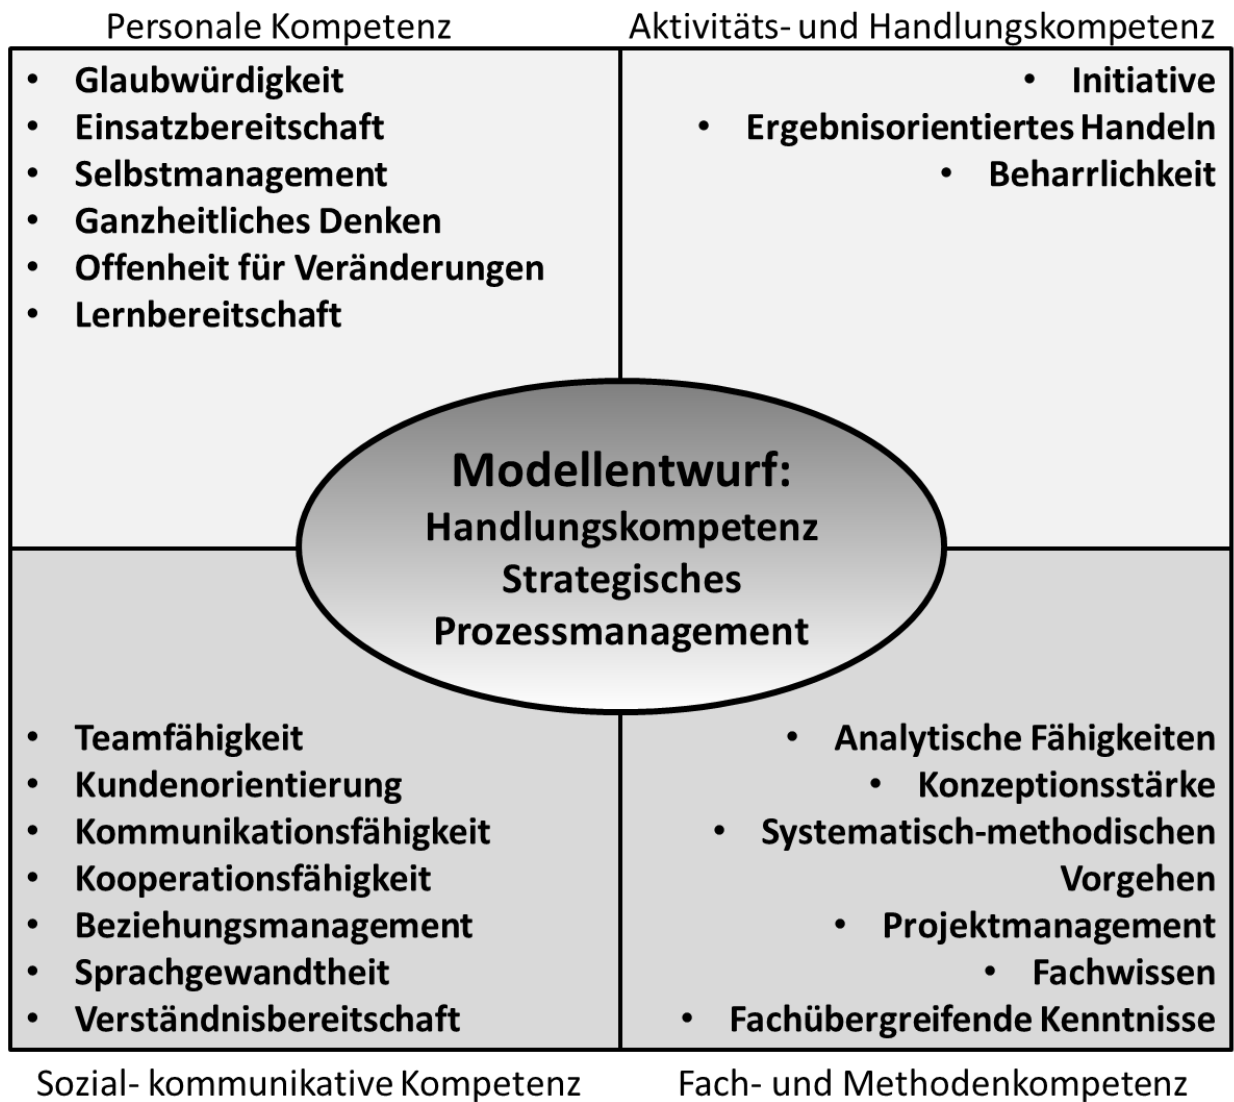 Personale Kompetenz
Aktivitäts- und Handlungskompetenz
• Glaubwürdigkeit
• Einsatzbereitschaft
• Selbstmanagement
• Ganzheitliches Denken
• Offenheit für Veränderungen
• Lernbereitschaft
• Initiative
• Ergebnisorientiertes Handeln
• Beharrlichkeit
Modellentwurf:
Handlungskompetenz
Strategisches
Prozessmanagement
• Teamfähigkeit
• Kundenorientierung
• Kommunikationsfähigkeit
• Kooperationsfähigkeit
• Beziehungsmanagement
• Sprachgewandtheit
• Verständnisbereitschaft
• Analytische Fähigkeiten
• Konzeptionsstärke
• Systematisch-methodischen
Vorgehen
• Projektmanagement
• Fachwissen
• Fachübergreifende Kenntnisse
Sozial- kommunikative Kompetenz
Fach- und Methodenkompetenz